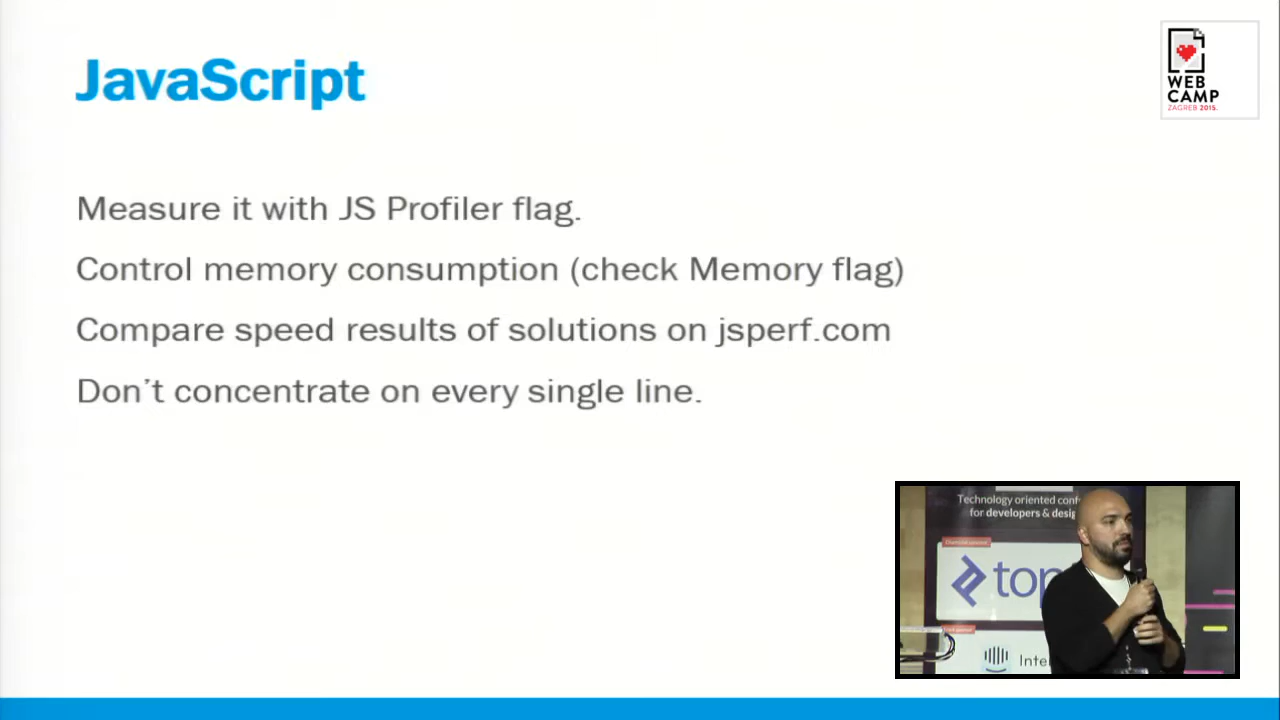 JavaScript
WEB
CAMP
ZAGREB 2015.
Measure it with JS Profiler flag.
Control memory consumption (check Memory flag)
Compare speed results of solutions on jsperf.com
Don't concentrate on every single line.
Technology oriented conf
for developers & desig
top
Inte